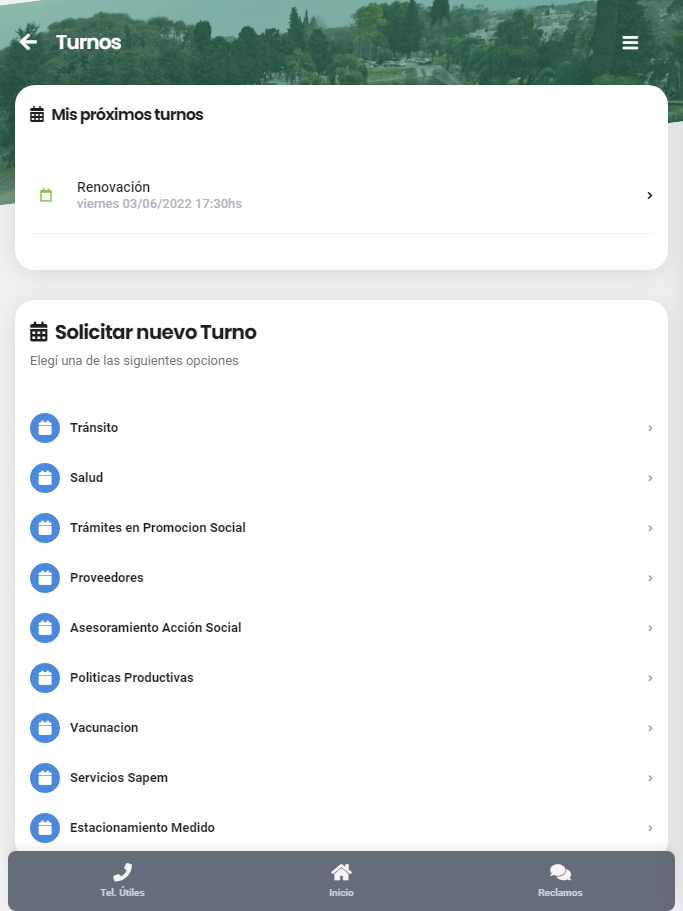 Turnos
Mis próximos turnos
Renovación
viernes 03/06/2022 17:30hs
Solicitar nuevo Turno
Elegí una de las siguientes opciones
Tránsito
Salud
Trámites en Promocion Social
Proveedores
Asesoramiento Acción Social
Politicas Productivas
Vacunacion
Servicios Sapem
Estacionamiento Medido
Tel. Útiles
Inicio
Reclamos